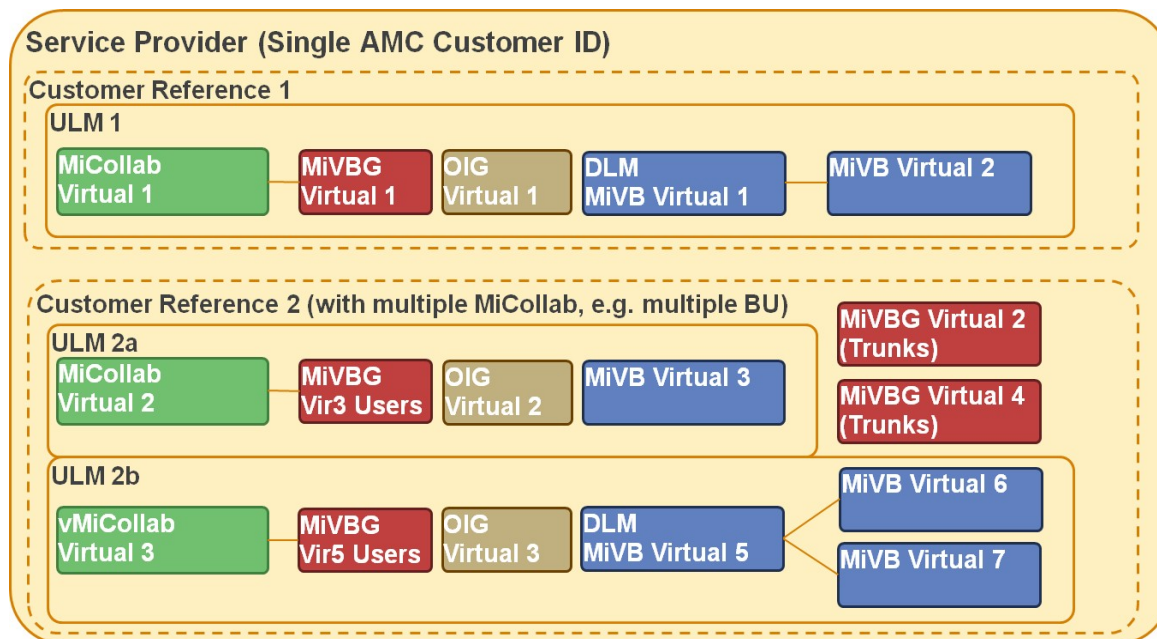 Service Provider (Single AMC Customer ID)
Customer Reference 1
ULM 1
MiCollab
Virtual 1
MiVBG
Virtual 1
OIG
Virtual 1
DLM
MiVB Virtual 1
MiVB Virtual 2
Customer Reference 2 (with multiple MiCollab, e.g. multiple BU)
MiVBG Virtual 2
(Trunks)
MiVBG Virtual 4
(Trunks)
ULM 2a
MiCollab
Virtual 2
MiVBG
Vir3 Users
OIG
Virtual 2
MiVB Virtual 3
ULM 2b
vMiCollab
Virtual 3
MiVBG
Vir5 Users
OIG
Virtual 3
DLM
MiVB Virtual 5
MiVB Virtual 6
MiVB Virtual 7